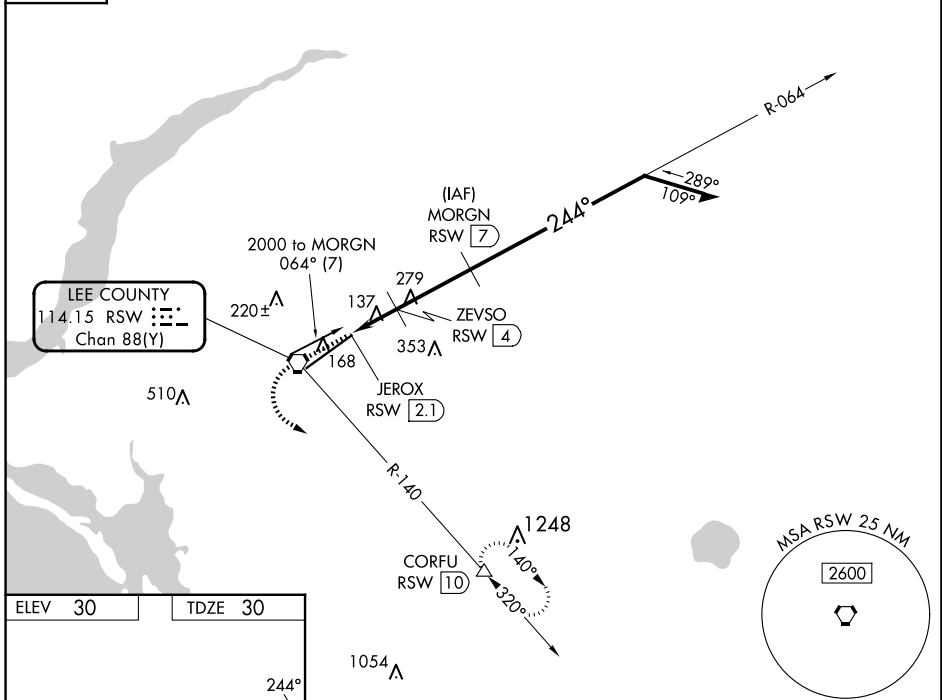 R-064
289°
109°
(IAF)
MORGN
RSW 7
244°
2000 to MORGN
064° (7)
279
LEE COUNTY
114.15 RSW
Chan 88(Y)
220±
137
ZEVSO
RSW 4
353
168
510
JEROX
RSW 2.1
R-140
1248
CORFU
RSW 10
140°
320°
MSA RSW 25 NM
2600
ELEV 30
TDZE 30
1054
244°